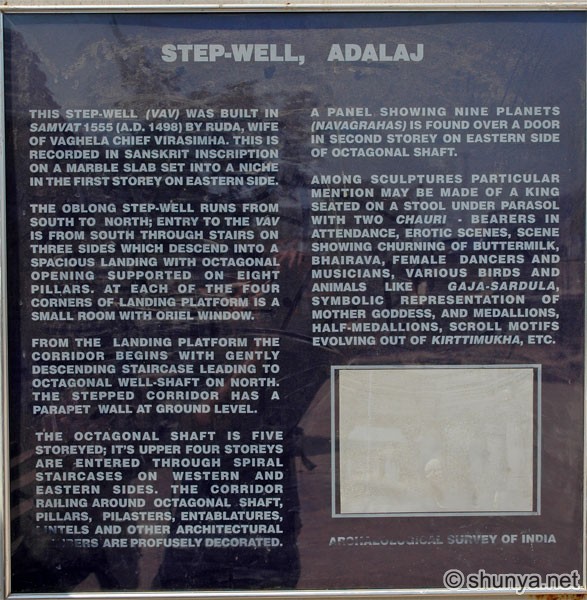 STEP-WELL, ADALAJ
THIS STEP-WELL (VAV) WAS BUILT IN
SAMVAT 1555 (A.D. 1498) BY RUDA, WIFE
OF VAGHELA CHIEF VIRASIMHA. THIS IS
RECORDED IN SANSKRIT INSCRIPTION
ON A MARBLE SLAB SET INTO A NICHE
IN THE FIRST STOREY ON EASTERN SIDE.
THE OBLONG STEP-WELL RUNS FROM
SOUTH TO NORTH; ENTRY TO THE VAV
IS FROM SOUTH THROUGH STAIRS ON
THREE SIDES WHICH DESCEND INTO A
SPACIOUS LANDING WITH OCTAGONAL
OPENING SUPPORTED ON EIGHT
PILLARS. AT EACH OF THE FOUR
CORNERS OF LANDING PLATFORM IS A
SMALL ROOM WITH ORIEL WINDOW.
FROM THE LANDING PLATFORM THE
CORRIDOR BEGINS WITH GENTLY
DESCENDING STAIRCASE LEADING TO
OCTAGONAL WELL-SHAFT ON NORTH.
THE STEPPED CORRIDOR HAS A
PARAPET WALL AT GROUND LEVEL.
THE OCTAGONAL SHAFT IS FIVE
STOREYED; IT'S UPPER FOUR STOREYS
ARE ENTERED THROUGH SPIRAL
STAIRCASES ON WESTERN AND
EASTERN SIDES. THE CORRIDOR
RAILING AROUND OCTAGONAL SHAFT,
PILLARS, PILASTERS, ENTABLATURES,
LINTELS AND OTHER ARCHITECTURAL
ARE PROFUSELY DECORATED.
A PANEL SHOWING NINE PLANETS
(NAVAGRAHAS) IS FOUND OVER A DOOR
IN SECOND STOREY ON EASTERN SIDE
OF OCTAGONAL SHAFT.
AMONG SCULPTURES PARTICULAR
MENTION MAY BE MADE OF A KING
SEATED ON A STOOL UNDER PARASOL
WITH TWO CHAURI - BEARERS IN
ATTENDANCE, EROTIC SCENES, SCENE
SHOWING CHURNING OF BUTTERMILK,
BHAIRAVA, FEMALE DANCERS AND
MUSICIANS, VARIOUS BIRDS AND
ANIMALS LIKE GAJA-SARDULA,
SYMBOLIC REPRESENTATION OF
MOTHER GODDESS, AND MEDALLIONS,
HALF-MEDALLIONS, SCROLL MOTIFS
EVOLVING OUT OF KIRTTIMUKHA, ETC.
ARCHAEOLOGICAL SURVEY OF INDIA
©shunya.net